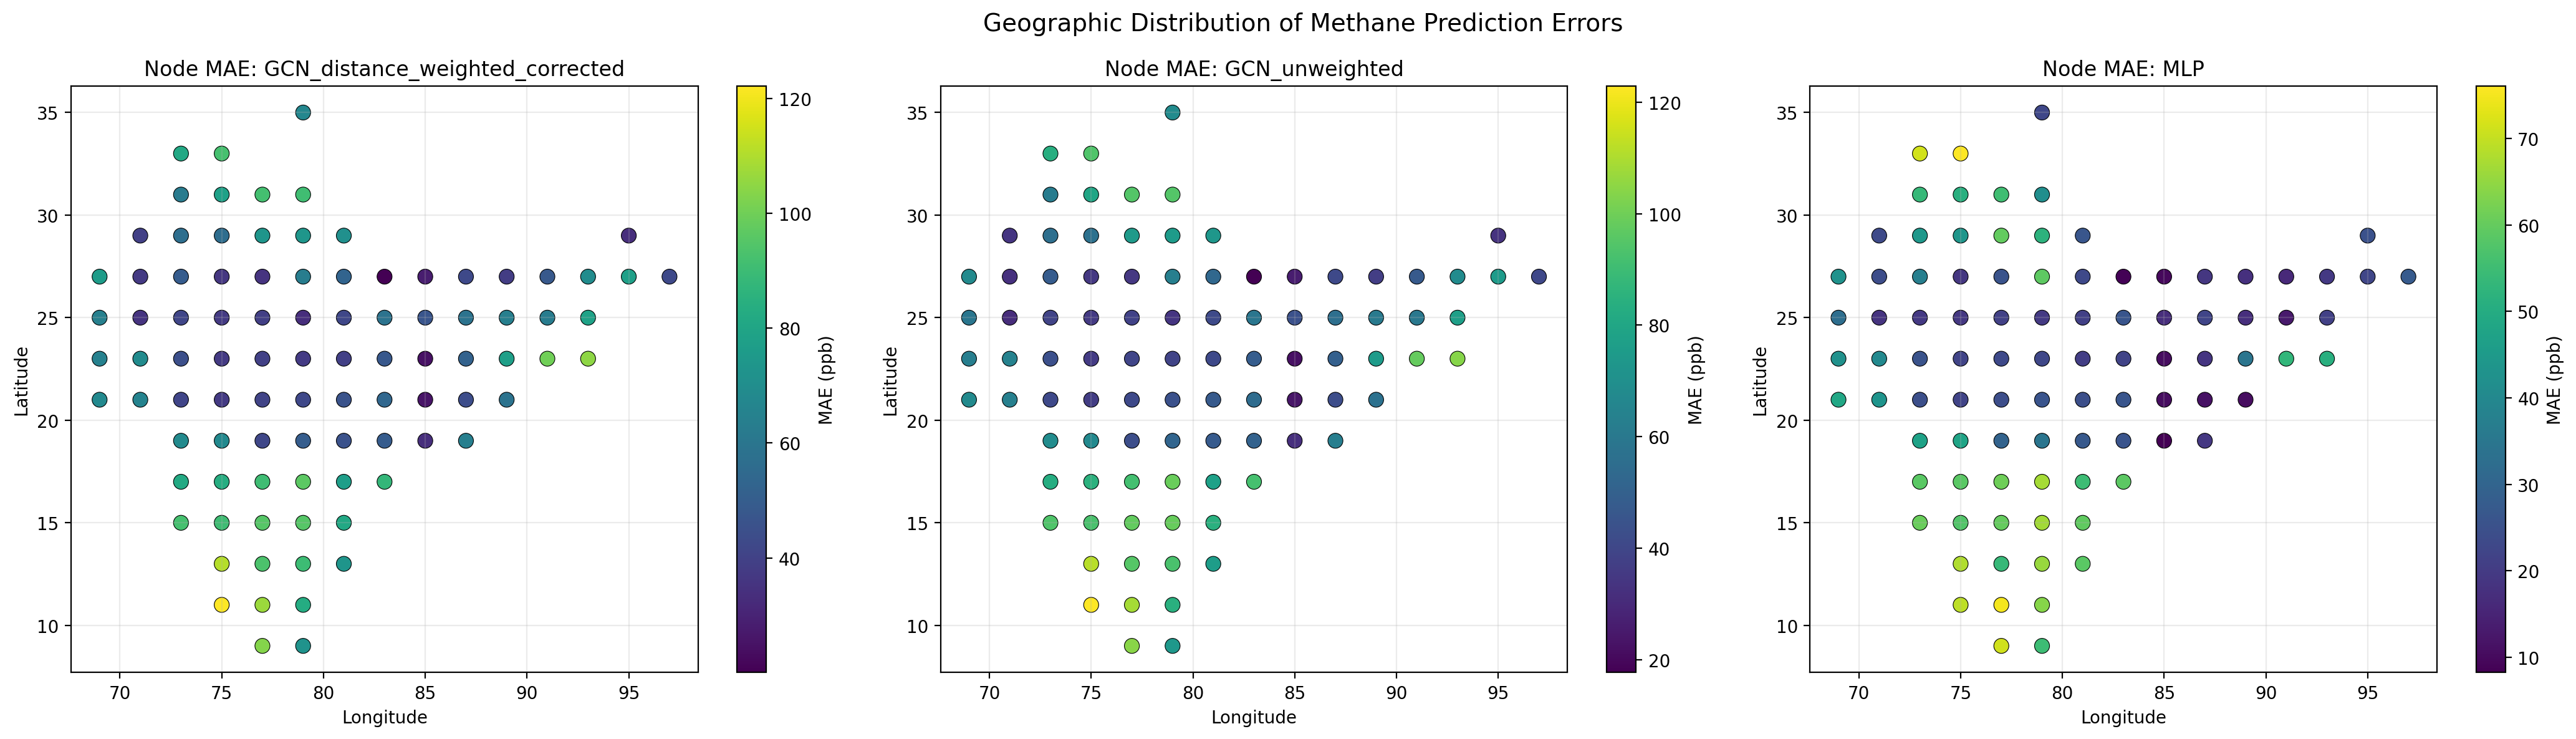 Geographic Distribution of Methane Prediction Errors
Node MAE: GCN_distance_weighted_corrected
35
30
25
20
15
10
Latitude
70 75 80 85 90 95
Longitude
120
100
80
60
40
MAE (ppb)
Node MAE: GCN_unweighted
35
30
25
20
15
10
Latitude
70 75 80 85 90 95
Longitude
120
100
80
60
40
20
MAE (ppb)
Node MAE: MLP
35
30
25
20
15
10
Latitude
70 75 80 85 90 95
Longitude
70
60
50
40
30
20
10
MAE (ppb)